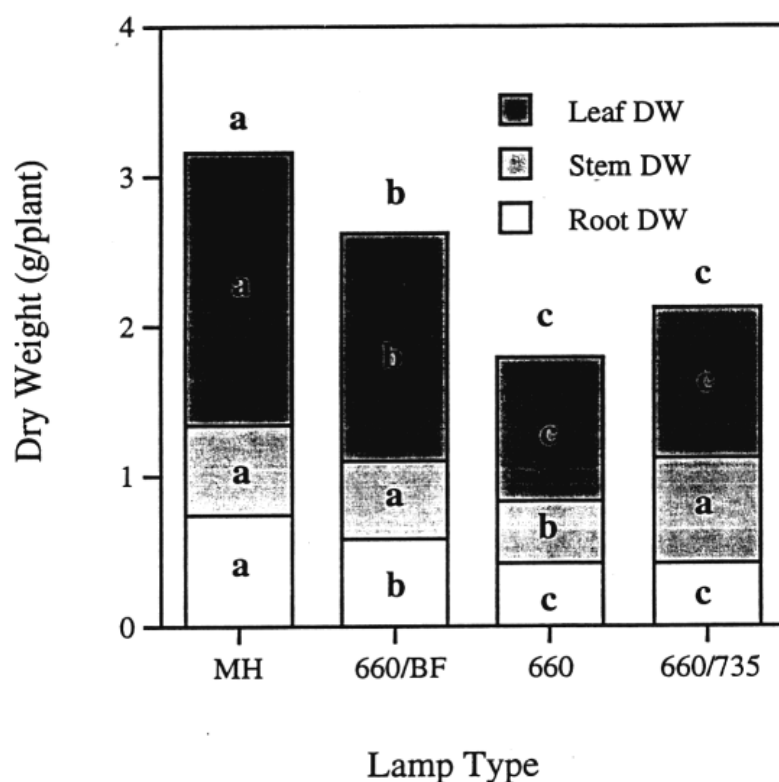 4
a
Leaf DW
3
b
Stem DW
Root DW
Dry Weight (g/plant)
a
c
c
2
b
c
c
1
a
a
b
a
a
b
c
c
0
MH
660/BF
660
660/735
Lamp Type